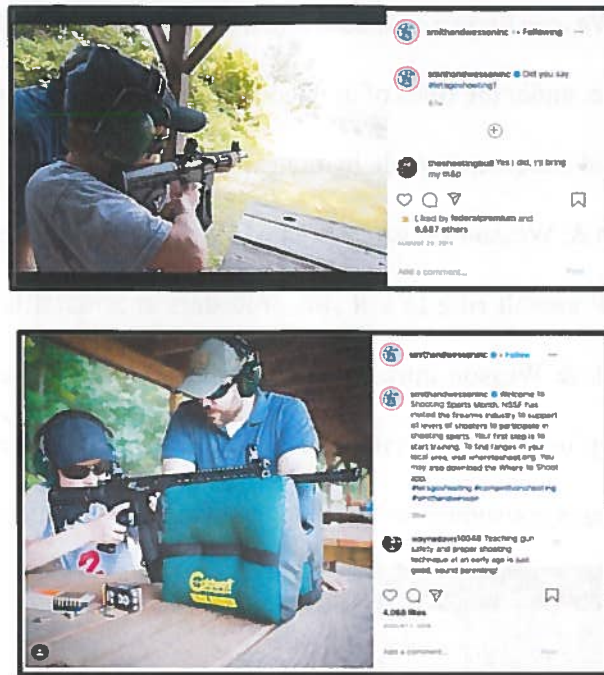 smithandwessoninc • Following
smithandwessoninc Did you say
#letsgoshooting?
theshootingbull Yes I did, I'll bring
my m&p
Liked by federalpremium and
6,687 others
Add a comment...
Post
smithandwessoninc • Follow
smithandwessoninc Welcome to
Shooting Sports Month. NSSF has
invited the firearms industry to support
all levels of shooters to participate in
shooting sports. Your first step is to
start training. To find ranges in your
local area, visit wheretoshoot.org. You
may also download the Where to Shoot
app.
#letsgoshooting #competitionshooting
#smithandwesson
Teaching gun
safety and proper shooting
technique at an early age is just
good, sound parenting!
4,068 likes
Add a comment...
Post
Caldwell